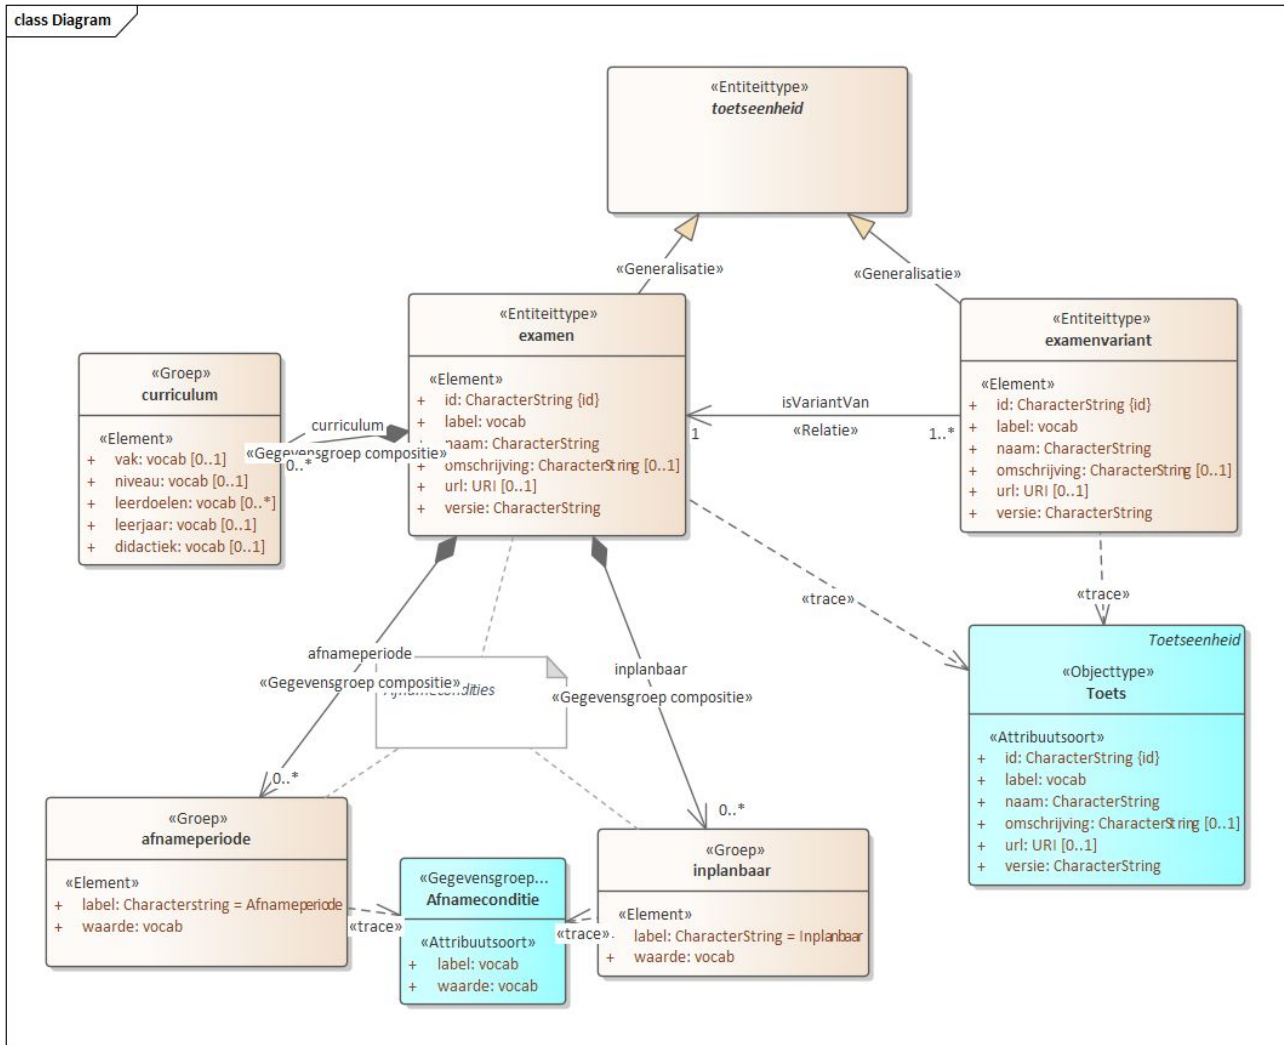 class Diagram
«Entiteittype»
toetseenheid
«Generalisatie»
«Generalisatie»
«Entiteittype»
examen
«Element»
+ id: CharacterString {id}
+ label: vocab
+ naam: CharacterString
+ omschrijving: CharacterString [0..1]
+ url: URI [0..1]
+ versie: CharacterString
«Entiteittype»
examenvariant
«Element»
+ id: CharacterString {id}
+ label: vocab
+ naam: CharacterString
+ omschrijving: CharacterString [0..1]
+ url: URI [0..1]
+ versie: CharacterString
isVariantVan
«Relatie»
1
1..*
«Groep»
curriculum
«Element»
+ vak: vocab [0..1]
+ niveau: vocab [0..1]
+ leerdoelen: vocab [0..*]
+ leerjaar: vocab [0..1]
+ didactiek: vocab [0..1]
curriculum
«Gegevensgroep compositie»
0..*
«trace»
«trace»
afnameperiode
«Gegevensgroep compositie»
0..*
Afnamecondities
inplanbaar
«Gegevensgroep compositie»
0..*
Toetseenheid
«Objecttype»
Toets
«Attribuutsoort»
+ id: CharacterString {id}
+ label: vocab
+ naam: CharacterString
+ omschrijving: CharacterString [0..1]
+ url: URI [0..1]
+ versie: CharacterString
«Groep»
afnameperiode
«Element»
+ label: Characterstring = Afnameperiode
+ waarde: vocab
«trace»
«Gegevensgroep...
Afnameconditie
«Attribuutsoort»
+ label: vocab
+ waarde: vocab
«trace»
«Groep»
inplanbaar
«Element»
label: CharacterString = Inplanbaar
+ waarde: vocab